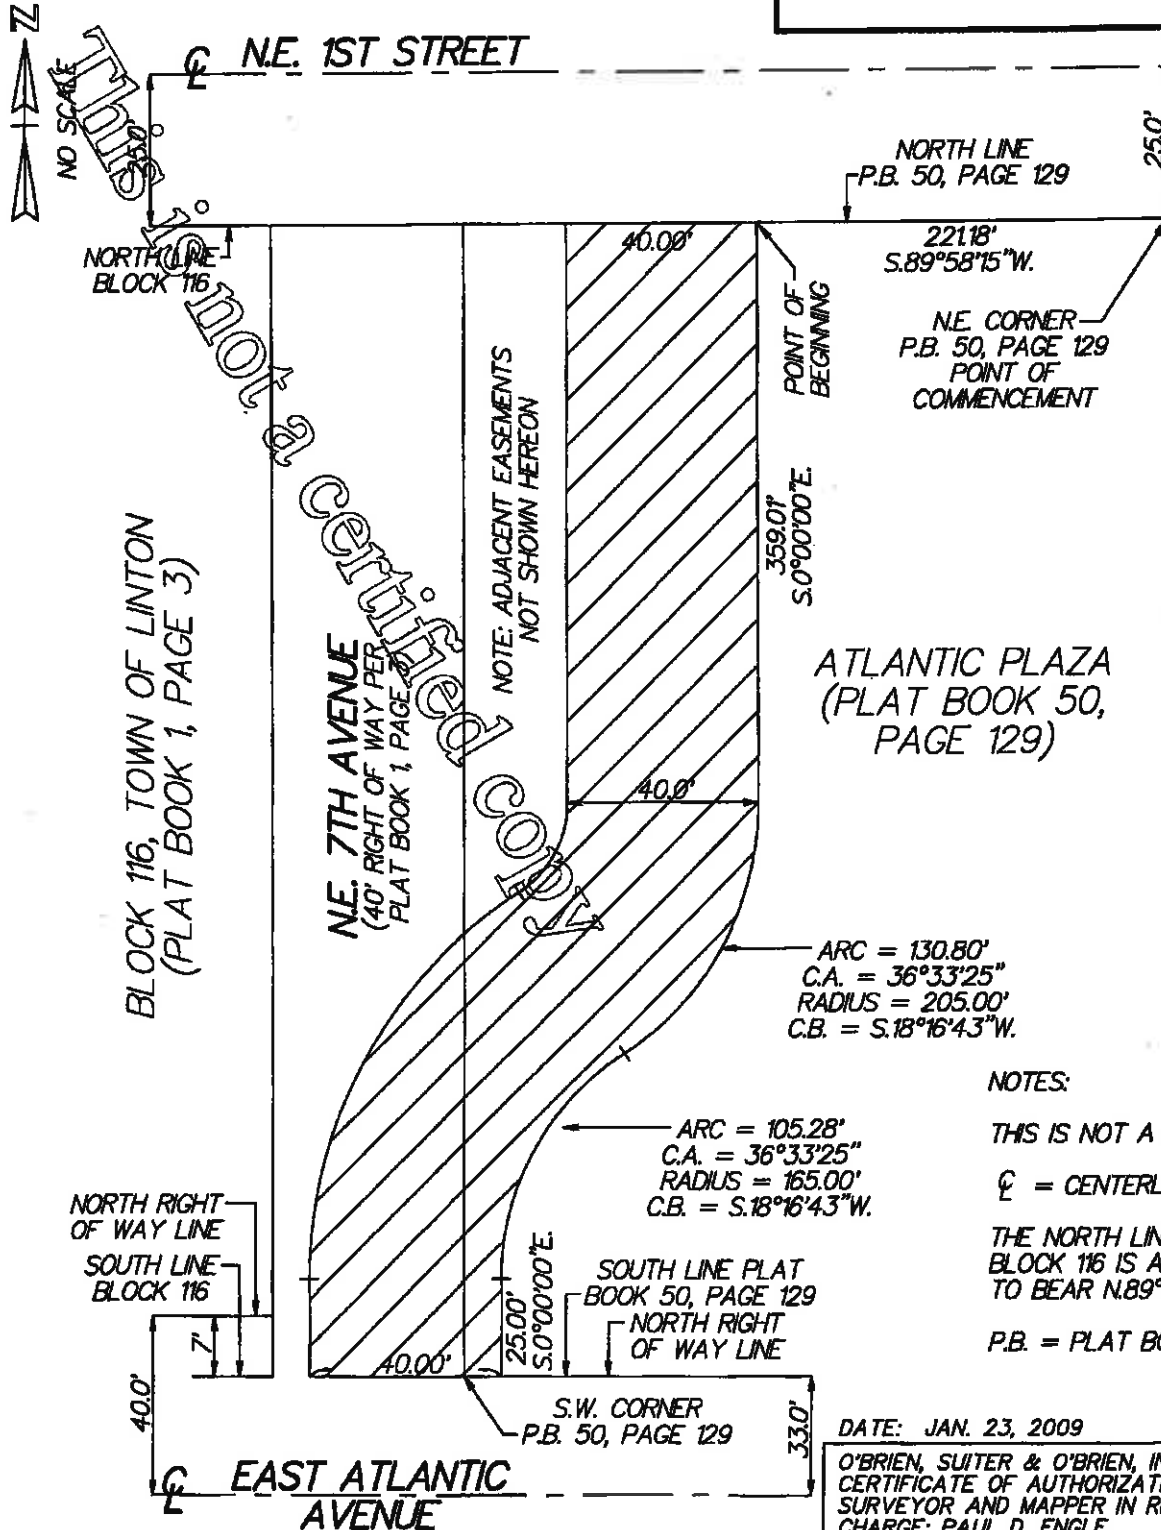 N
NO SCALE
℄ N.E. 1ST STREET
25.0'
25.0'
NORTH LINE
P.B. 50, PAGE 129
NORTH LINE
BLOCK 116
40.00'
221.18'
S.89°58'15"W.
POINT OF
BEGINNING
N.E. CORNER
P.B. 50, PAGE 129
POINT OF
COMMENCEMENT
This is not a certified copy
NOTE: ADJACENT EASEMENTS
NOT SHOWN HEREON
359.01'
S.0°00'00"E.
BLOCK 116, TOWN OF LINTON
(PLAT BOOK 1, PAGE 3)
N.E. 7TH AVENUE
(40' RIGHT OF WAY PER
PLAT BOOK 1, PAGE
ATLANTIC PLAZA
(PLAT BOOK 50,
PAGE 129)
40.0'
ARC = 130.80'
C.A. = 36°33'25"
RADIUS = 205.00'
C.B. = S.18°16'43"W.
NOTES:
THIS IS NOT A
℄ = CENTERL
THE NORTH LIN
BLOCK 116 IS A
TO BEAR N.89°
P.B. = PLAT BO
ARC = 105.28'
C.A. = 36°33'25"
RADIUS = 165.00'
C.B. = S.18°16'43"W.
NORTH RIGHT
OF WAY LINE
SOUTH LINE
BLOCK 116
25.00'
S.0°00'00"E.
SOUTH LINE PLAT
BOOK 50, PAGE 129
NORTH RIGHT
OF WAY LINE
7'
40.00'
40.0'
S.W. CORNER
P.B. 50, PAGE 129
33.0'
℄ EAST ATLANTIC
AVENUE
DATE: JAN. 23, 2009
O'BRIEN, SUITER & O'BRIEN, IN
CERTIFICATE OF AUTHORIZAT
SURVEYOR AND MAPPER IN R
CHARGE: PAUL D. ENGLE